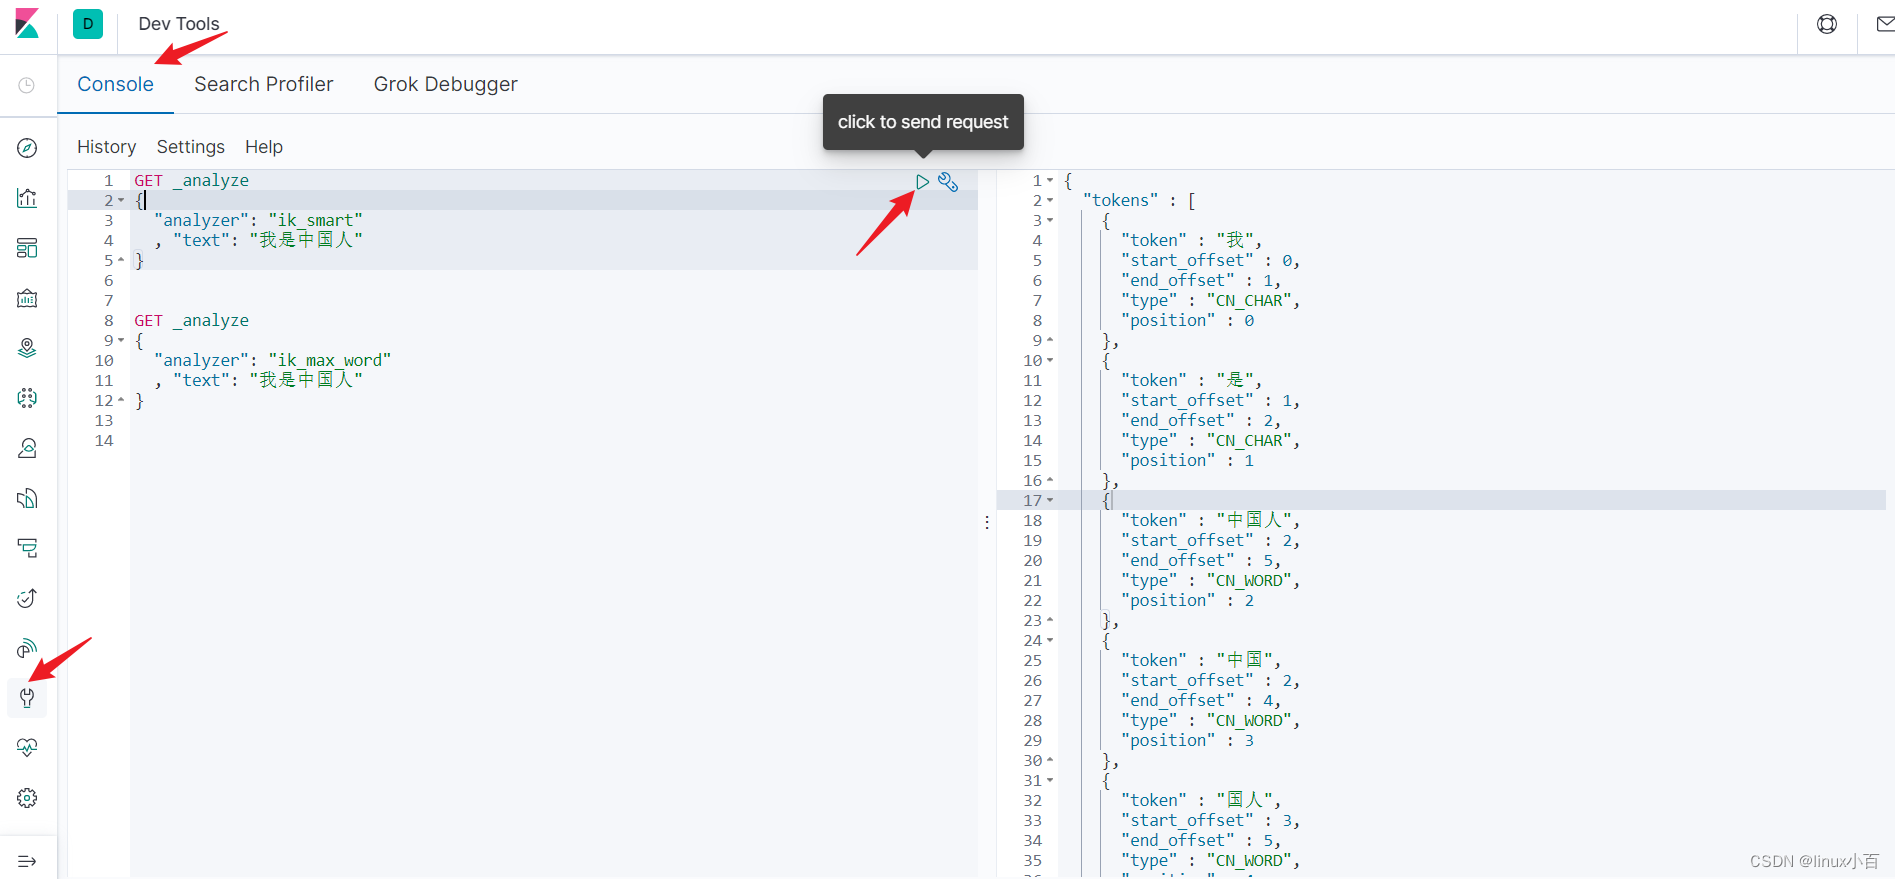 D
Dev Tools
Console
Search Profiler
Grok Debugger
click to send request
History
Settings
Help
1 GET _analyze
2 {
3 "analyzer": "ik_smart"
4 , "text": "我是中国人"
5 }
6
7
8 GET _analyze
9 {
10 "analyzer": "ik_max_word"
11 , "text": "我是中国人"
12 }
13
14
1 {
2 "tokens" : [
3 {
4 "token" : "我",
5 "start_offset" : 0,
6 "end_offset" : 1,
7 "type" : "CN_CHAR",
8 "position" : 0
9 },
10 {
11 "token" : "是",
12 "start_offset" : 1,
13 "end_offset" : 2,
14 "type" : "CN_CHAR",
15 "position" : 1
16 },
17 {
18 "token" : "中国人",
19 "start_offset" : 2,
20 "end_offset" : 5,
21 "type" : "CN_WORD",
22 "position" : 2
23 },
24 {
25 "token" : "中国",
26 "start_offset" : 2,
27 "end_offset" : 4,
28 "type" : "CN_WORD",
29 "position" : 3
30 },
31 {
32 "token" : "国人",
33 "start_offset" : 3,
34 "end_offset" : 5,
35 "type" : "CN_WORD",
CSDN @linux小百